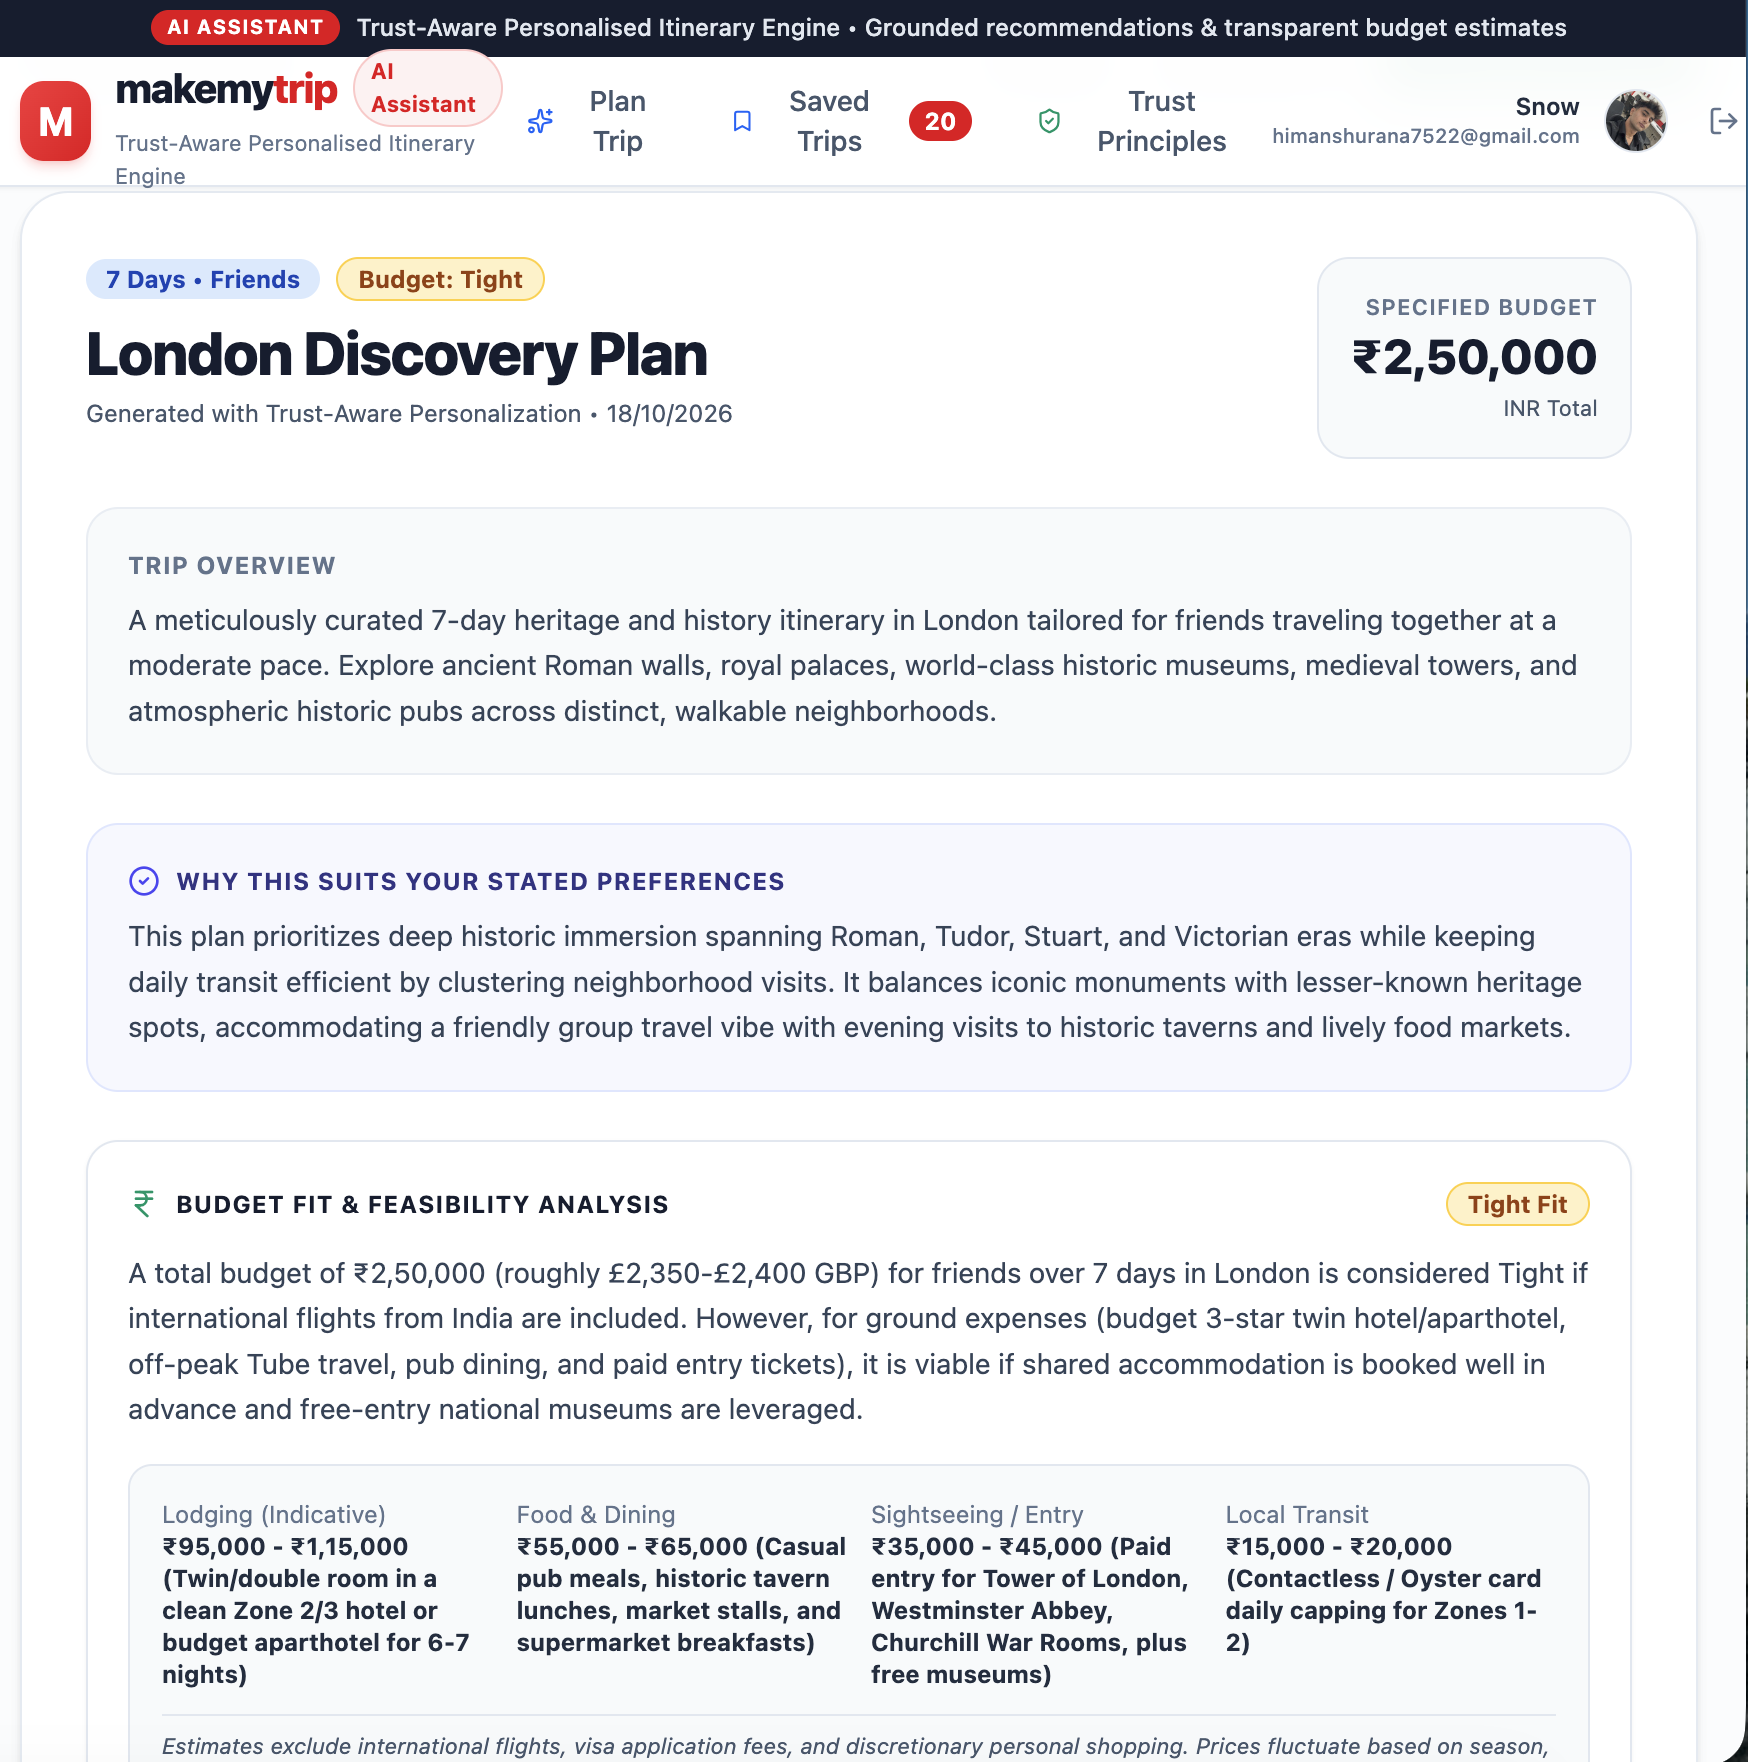 AI ASSISTANT Trust-Aware Personalised Itinerary Engine • Grounded recommendations & transparent budget estimates
M
makemytrip
AI Assistant
Trust-Aware Personalised Itinerary Engine
Plan Trip
Saved Trips
20
Trust Principles
Snow
himanshurana7522@gmail.com
7 Days • Friends
Budget: Tight
London Discovery Plan
Generated with Trust-Aware Personalization • 18/10/2026
SPECIFIED BUDGET
₹2,50,000
INR Total
TRIP OVERVIEW
A meticulously curated 7-day heritage and history itinerary in London tailored for friends traveling together at a
moderate pace. Explore ancient Roman walls, royal palaces, world-class historic museums, medieval towers, and
atmospheric historic pubs across distinct, walkable neighborhoods.
WHY THIS SUITS YOUR STATED PREFERENCES
This plan prioritizes deep historic immersion spanning Roman, Tudor, Stuart, and Victorian eras while keeping
daily transit efficient by clustering neighborhood visits. It balances iconic monuments with lesser-known heritage
spots, accommodating a friendly group travel vibe with evening visits to historic taverns and lively food markets.
₹ BUDGET FIT & FEASIBILITY ANALYSIS
Tight Fit
A total budget of ₹2,50,000 (roughly £2,350-£2,400 GBP) for friends over 7 days in London is considered Tight if
international flights from India are included. However, for ground expenses (budget 3-star twin hotel/aparthotel,
off-peak Tube travel, pub dining, and paid entry tickets), it is viable if shared accommodation is booked well in
advance and free-entry national museums are leveraged.
Lodging (Indicative)
₹95,000 - ₹1,15,000
(Twin/double room in a
clean Zone 2/3 hotel or
budget aparthotel for 6-7
nights)
Food & Dining
₹55,000 - ₹65,000 (Casual
pub meals, historic tavern
lunches, market stalls, and
supermarket breakfasts)
Sightseeing / Entry
₹35,000 - ₹45,000 (Paid
entry for Tower of London,
Westminster Abbey,
Churchill War Rooms, plus
free museums)
Local Transit
₹15,000 - ₹20,000
(Contactless / Oyster card
daily capping for Zones 1-
2)
Estimates exclude international flights, visa application fees, and discretionary personal shopping. Prices fluctuate based on season,